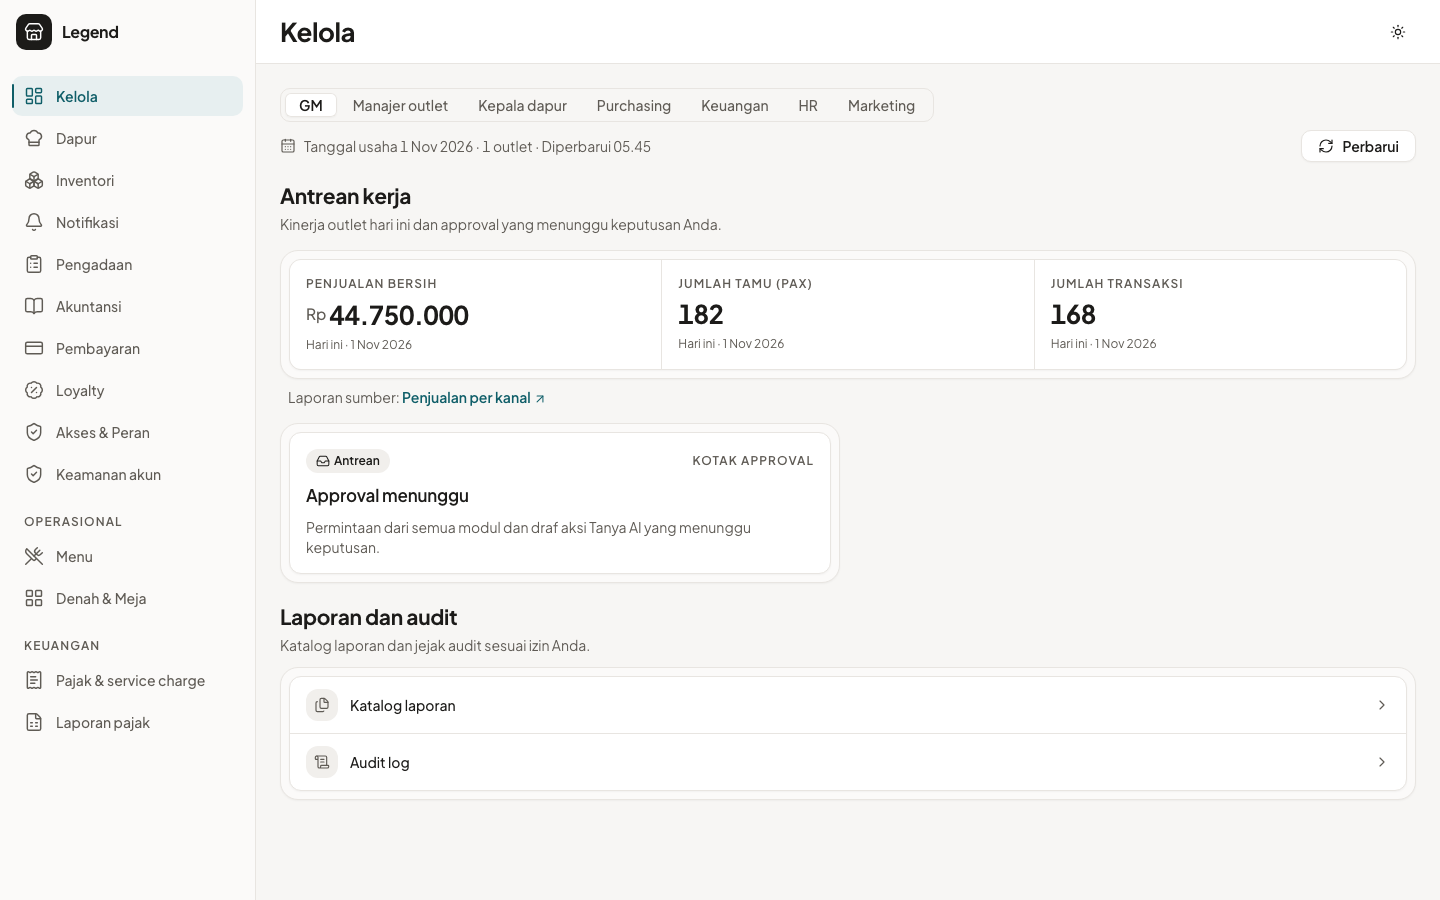 Legend
Kelola
Dapur
Inventori
Notifikasi
Pengadaan
Akuntansi
Pembayaran
Loyalty
Akses & Peran
Keamanan akun
OPERASIONAL
Menu
Denah & Meja
KEUANGAN
Pajak & service charge
Laporan pajak
Kelola
GM Manajer outlet Kepala dapur Purchasing Keuangan HR Marketing
Tanggal usaha 1 Nov 2026 · 1 outlet · Diperbarui 05.45
Perbarui
Antrean kerja
Kinerja outlet hari ini dan approval yang menunggu keputusan Anda.
PENJUALAN BERSIH
Rp 44.750.000
Hari ini · 1 Nov 2026
JUMLAH TAMU (PAX)
182
Hari ini · 1 Nov 2026
JUMLAH TRANSAKSI
168
Hari ini · 1 Nov 2026
Laporan sumber: Penjualan per kanal
Antrean
KOTAK APPROVAL
Approval menunggu
Permintaan dari semua modul dan draf aksi Tanya AI yang menunggu
keputusan.
Laporan dan audit
Katalog laporan dan jejak audit sesuai izin Anda.
Katalog laporan
Audit log